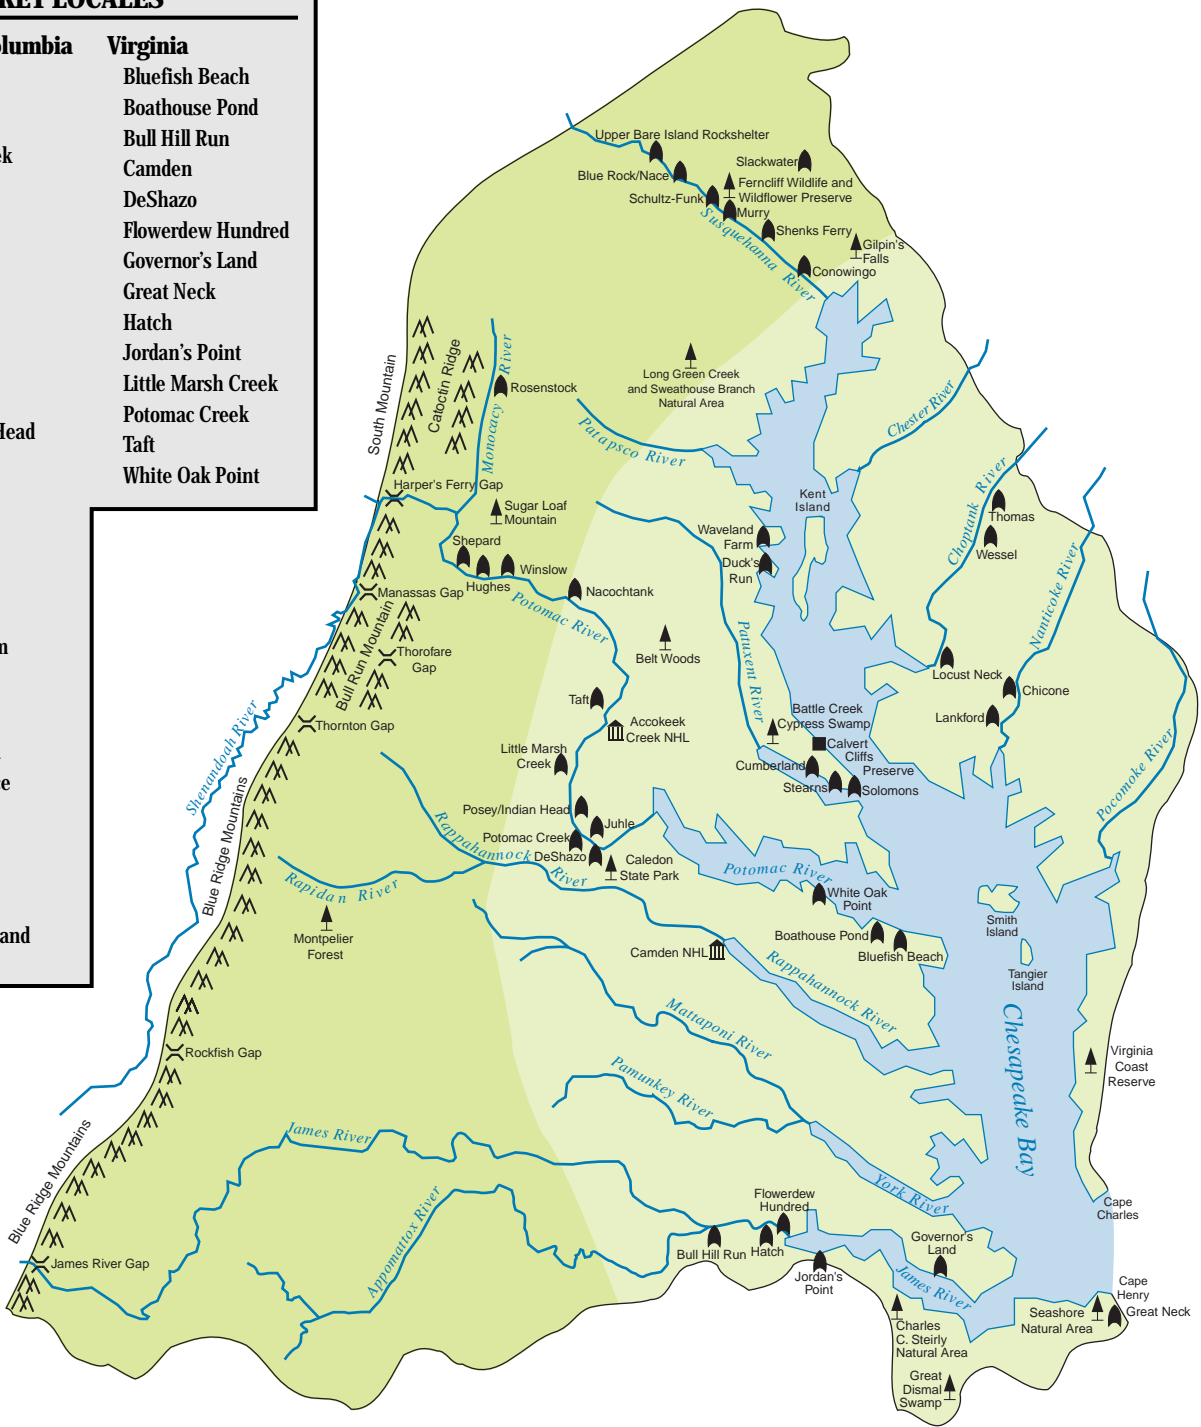 KEY LOCALES
Virginia
Bluefish Beach
Boathouse Pond
Bull Hill Run
Camden
DeShazo
Flowerdew Hundred
Governor's Land
Great Neck
Hatch
Jordan's Point
Little Marsh Creek
Potomac Creek
Taft
White Oak Point
olumbia
ek
Head
m
ce
and
Upper Bare Island Rockshelter
Blue Rock/Nace
Slackwater
Ferncliff Wildlife and
Wildflower Preserve
Schultz-Funk
Murry
Shenks Ferry
Susquehanna River
Gilpin's
Falls
Conowingo
Long Green Creek
and Sweathouse Branch
Natural Area
South Mountain
Catoctin Ridge
Monocacy River
Rosenstock
Patapsco River
Chester River
Harper's Ferry Gap
Sugar Loaf
Mountain
Kent
Island
Choptank River
Thomas
Wessel
Waveland
Farm
Duck's
Run
Shepard
Hughes
Winslow
Nacochtank
Potomac River
Manassas Gap
Bull Run Mountain
Thorofare
Gap
Belt Woods
Patuxent River
Nanticoke River
Locust Neck
Chicone
Lankford
Taft
Accokeek
Creek NHL
Battle Creek
Cypress Swamp
Calvert
Cliffs
Preserve
Cumberland
Stearns
Solomons
Thornton Gap
Shenandoah River
Blue Ridge Mountains
Little Marsh
Creek
Posey/Indian Head
Juhle
Potomac Creek
DeShazo
Caledon
State Park
Pocomoke River
Rappahannock
River
Rapidan River
Potomac River
White Oak
Point
Boathouse Pond
Bluefish Beach
Smith
Island
Tangier
Island
Montpelier
Forest
Camden NHL
Rappahannock River
Mattaponi River
Chesapeake Bay
Rockfish Gap
Virginia
Coast
Reserve
Pamunkey River
Blue Ridge Mountains
James River
York River
Cape
Charles
Appomattox River
Flowerdew
Hundred
Bull Hill Run
Hatch
Governor's
Land
James River Gap
Jordan's
Point
James River
Cape
Henry
Great Neck
Seashore
Natural Area
Charles
C. Steirly
Natural Area
Great
Dismal
Swamp